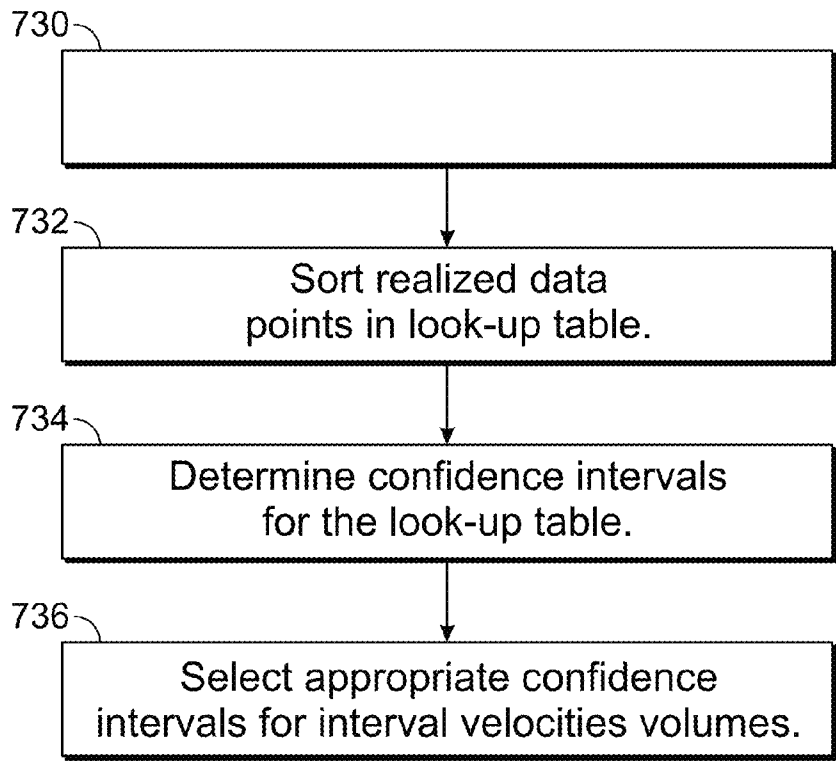 730
732
Sort realized data
points in look-up table.
734
Determine confidence intervals
for the look-up table.
736
Select appropriate confidence
intervals for interval velocities volumes.